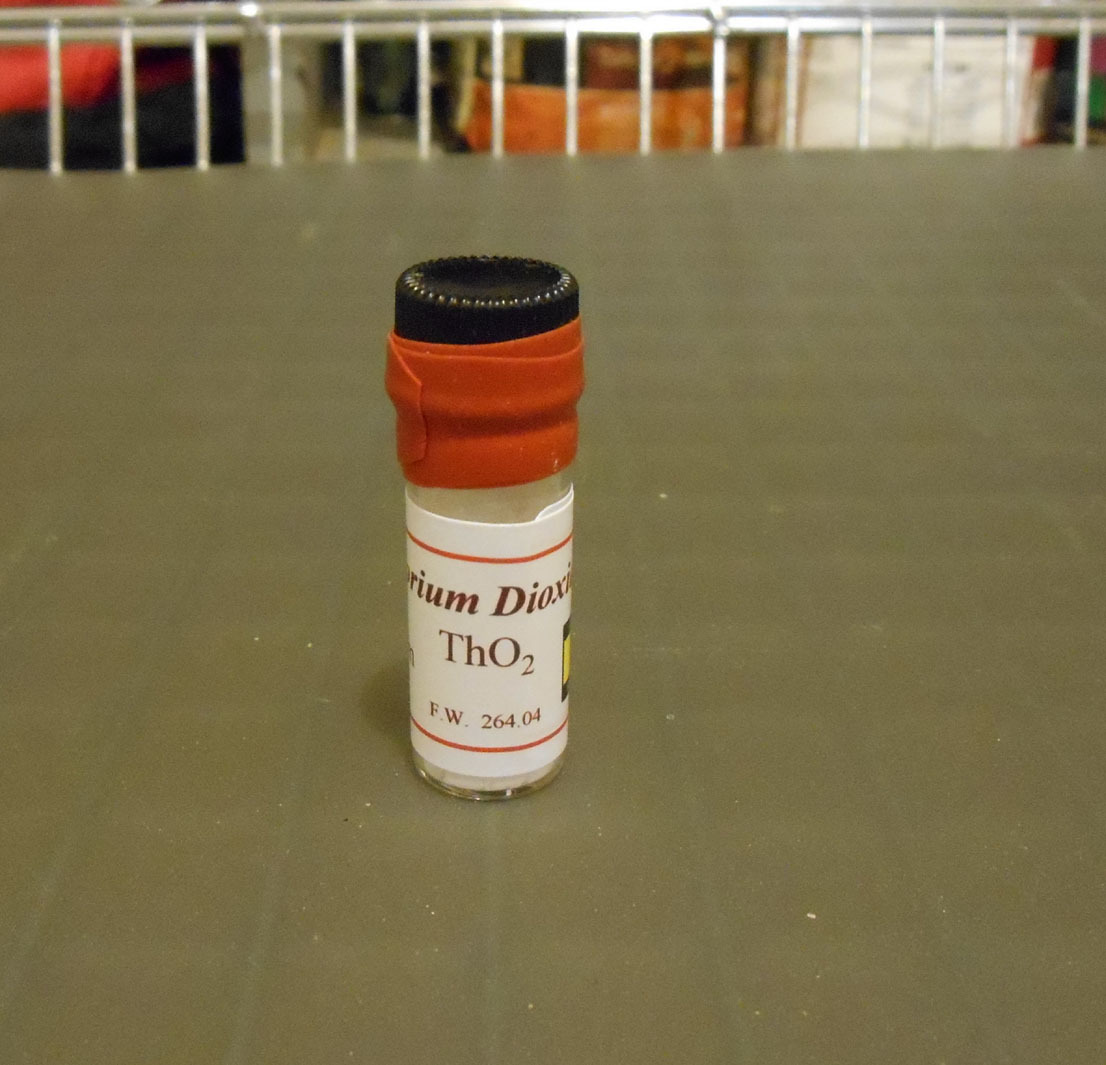 rium Dioxi
ThO₂
F.W. 264.04